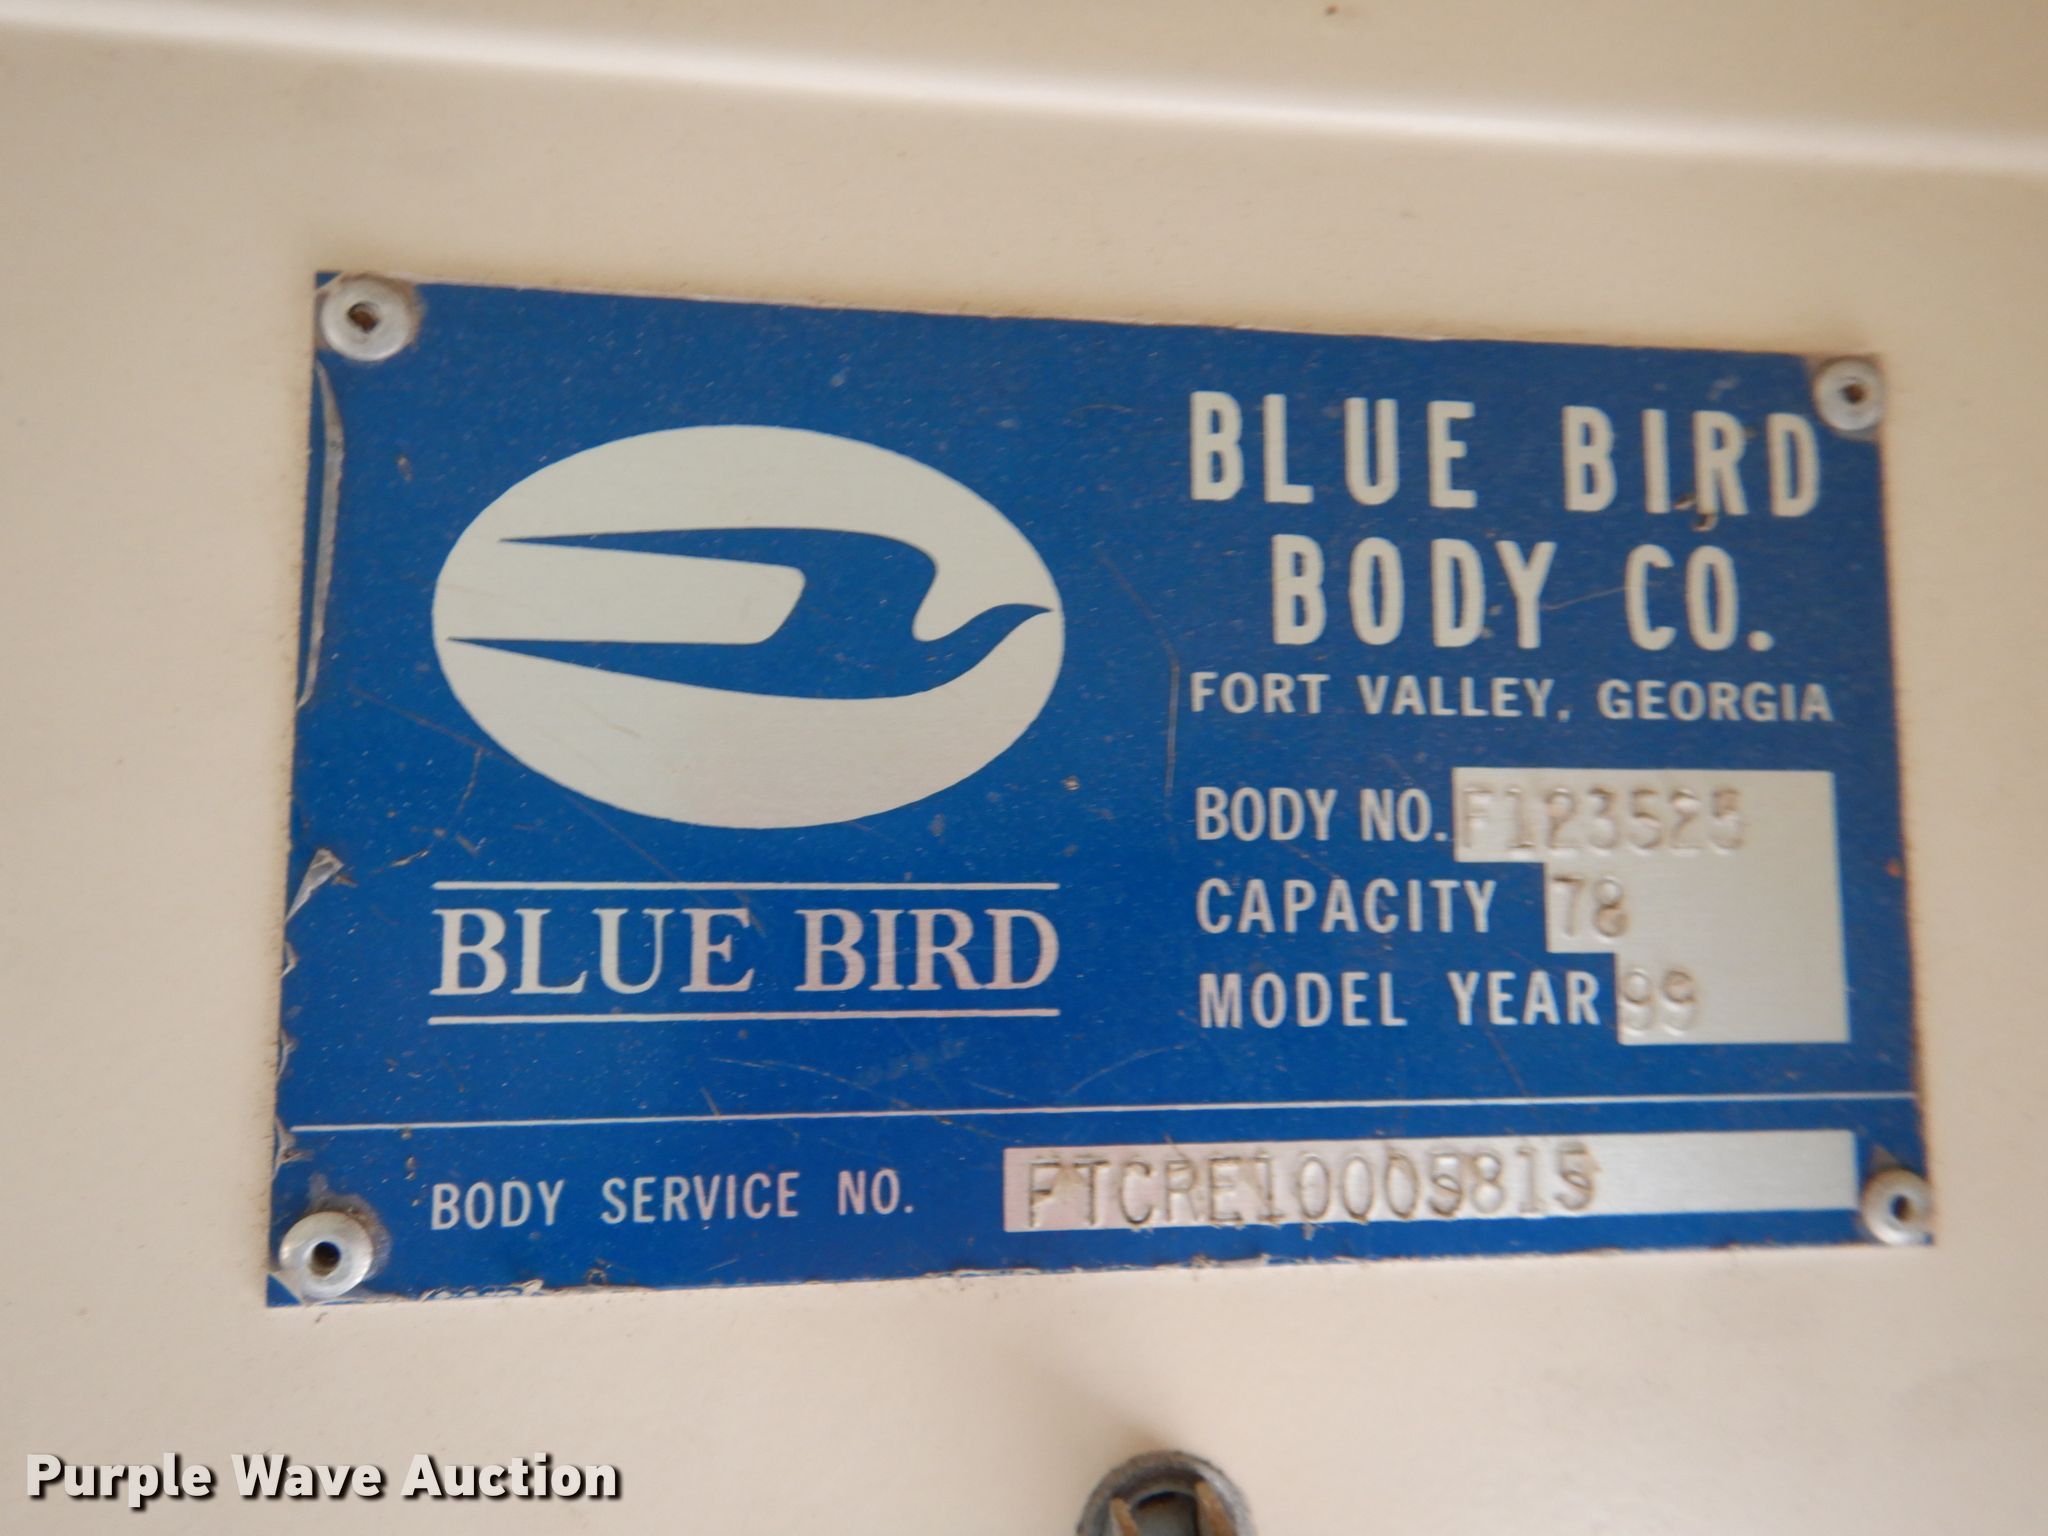 BLUE BIRD
BLUE BIRD
BODY CO.
FORT VALLEY, GEORGIA
BODY NO. F123525
CAPACITY 78
MODEL YEAR 99
BODY SERVICE NO. FTCRE10005815
Purple Wave Auction